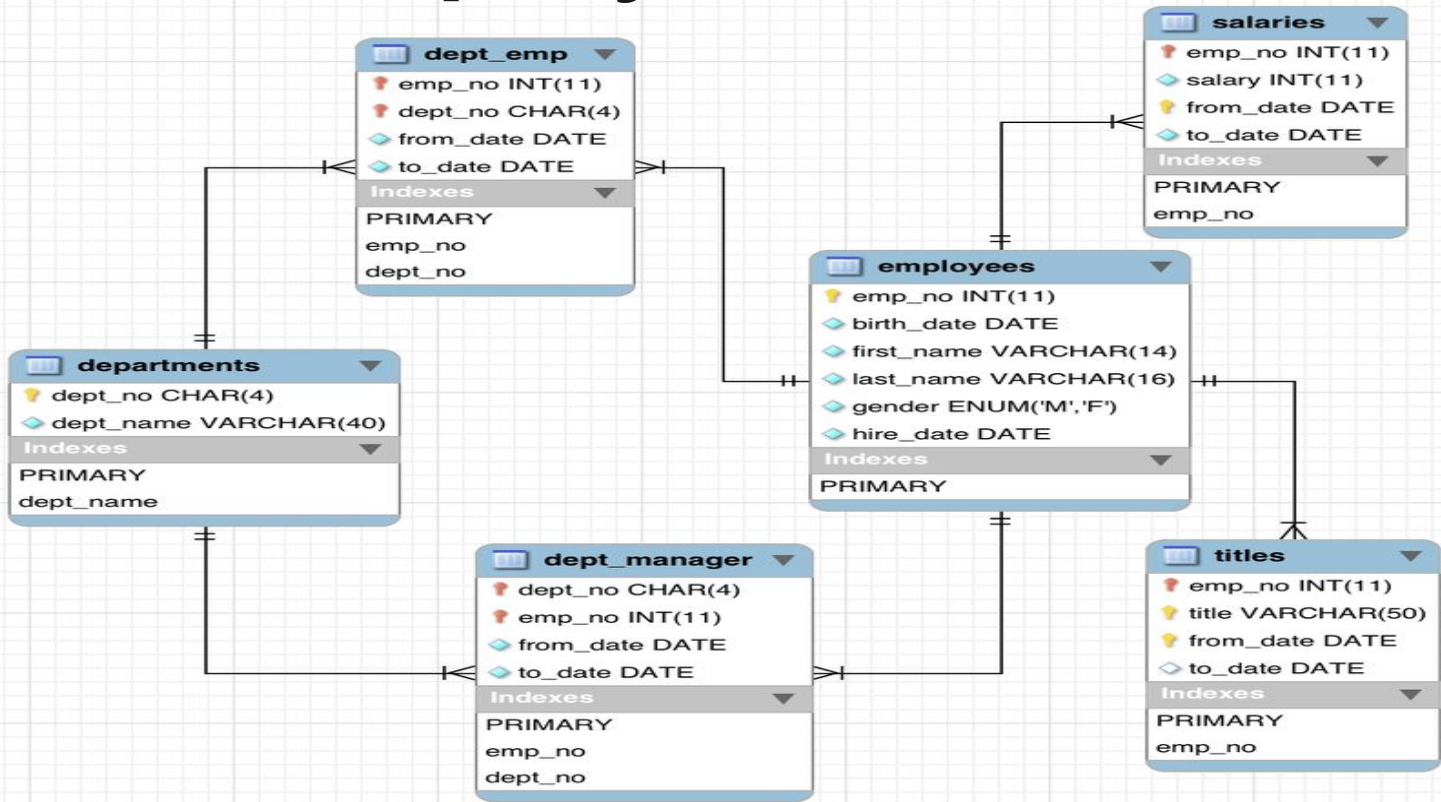 dept_emp
emp_no INT(11)
dept_no CHAR(4)
from_date DATE
to_date DATE
Indexes
PRIMARY
emp_no
dept_no
salaries
emp_no INT(11)
salary INT(11)
from_date DATE
to_date DATE
Indexes
PRIMARY
emp_no
departments
dept_no CHAR(4)
dept_name VARCHAR(40)
Indexes
PRIMARY
dept_name
employees
emp_no INT(11)
birth_date DATE
first_name VARCHAR(14)
last_name VARCHAR(16)
gender ENUM('M','F')
hire_date DATE
Indexes
PRIMARY
dept_manager
dept_no CHAR(4)
emp_no INT(11)
from_date DATE
to_date DATE
Indexes
PRIMARY
emp_no
dept_no
titles
emp_no INT(11)
title VARCHAR(50)
from_date DATE
to_date DATE
Indexes
PRIMARY
emp_no